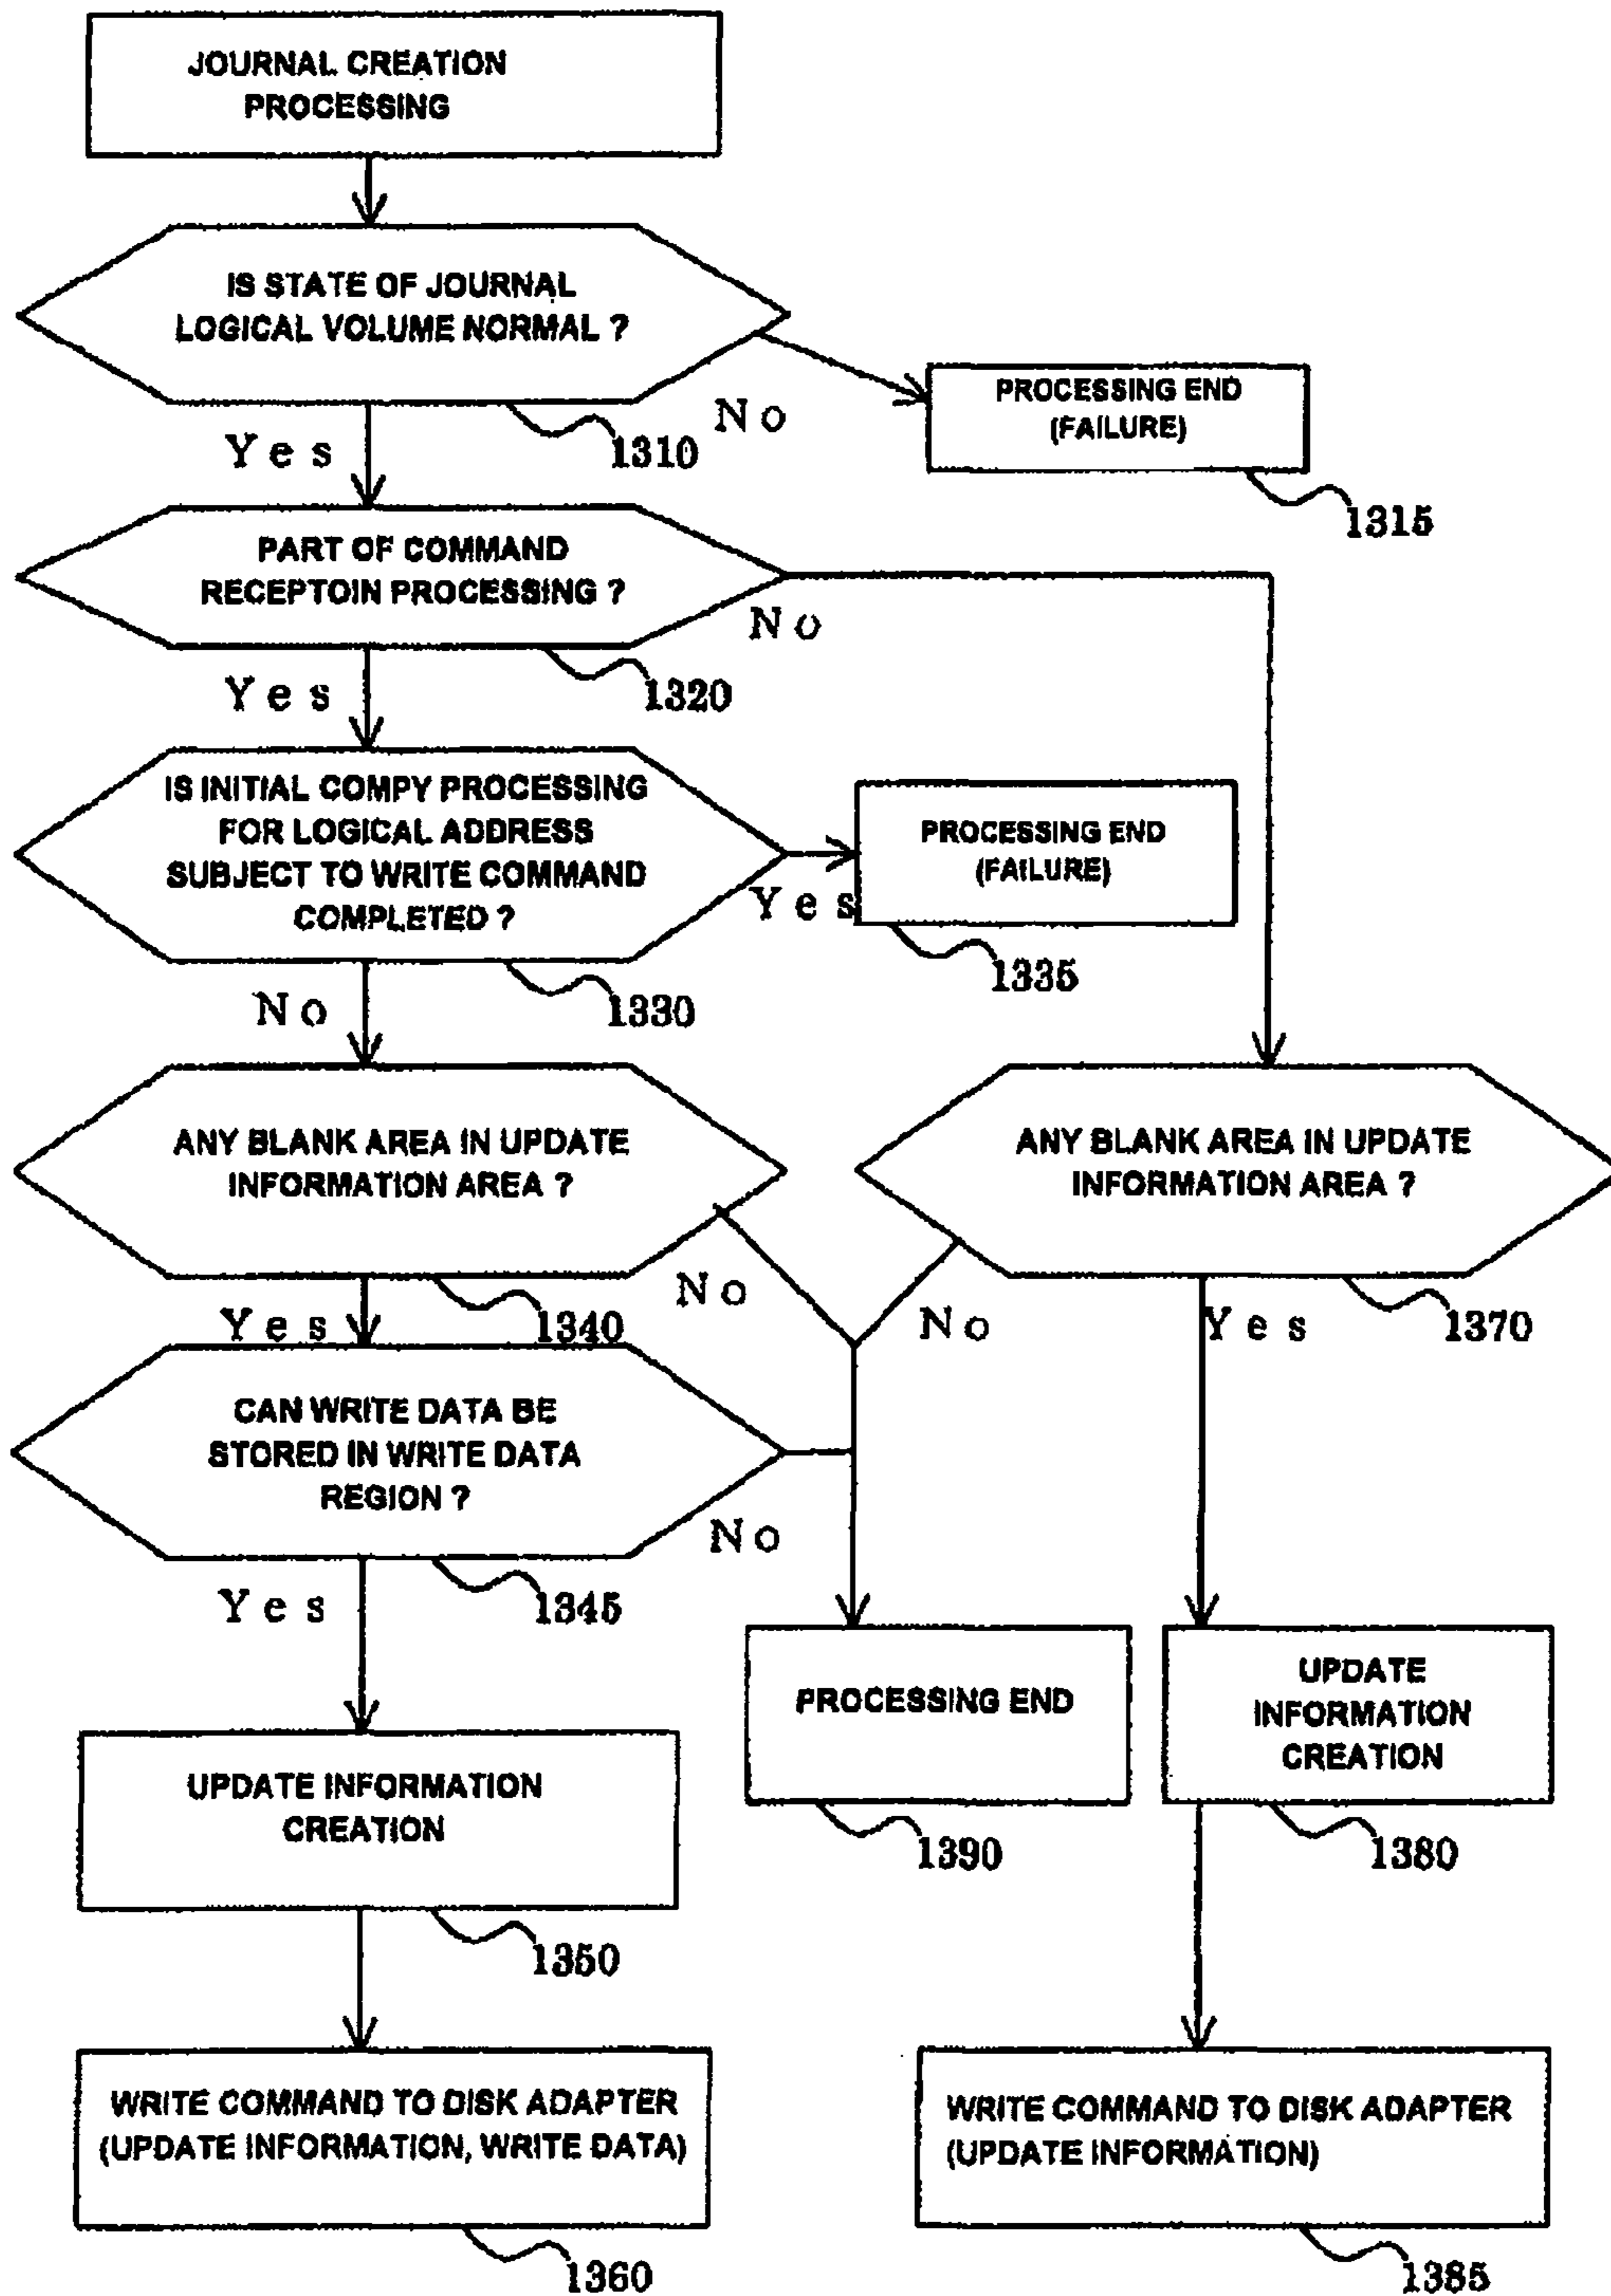 JOURNAL CREATION
PROCESSING
IS STATE OF JOURNAL
LOGICAL VOLUME NORMAL ?
No
PROCESSING END
(FAILURE)
1315
Yes
1310
PART OF COMMAND
RECEPTOIN PROCESSING ?
No
Yes
1320
IS INITIAL COMPY PROCESSING
FOR LOGICAL ADDRESS
SUBJECT TO WRITE COMMAND
COMPLETED ?
Yes
PROCESSING END
(FAILURE)
1335
No
1330
ANY BLANK AREA IN UPDATE
INFORMATION AREA ?
No
Yes
1340
ANY BLANK AREA IN UPDATE
INFORMATION AREA ?
No
Yes
1370
CAN WRITE DATA BE
STORED IN WRITE DATA
REGION ?
No
Yes
1345
PROCESSING END
1390
UPDATE
INFORMATION
CREATION
1380
UPDATE INFORMATION
CREATION
1350
WRITE COMMAND TO DISK ADAPTER
(UPDATE INFORMATION, WRITE DATA)
1360
WRITE COMMAND TO DISK ADAPTER
(UPDATE INFORMATION)
1385